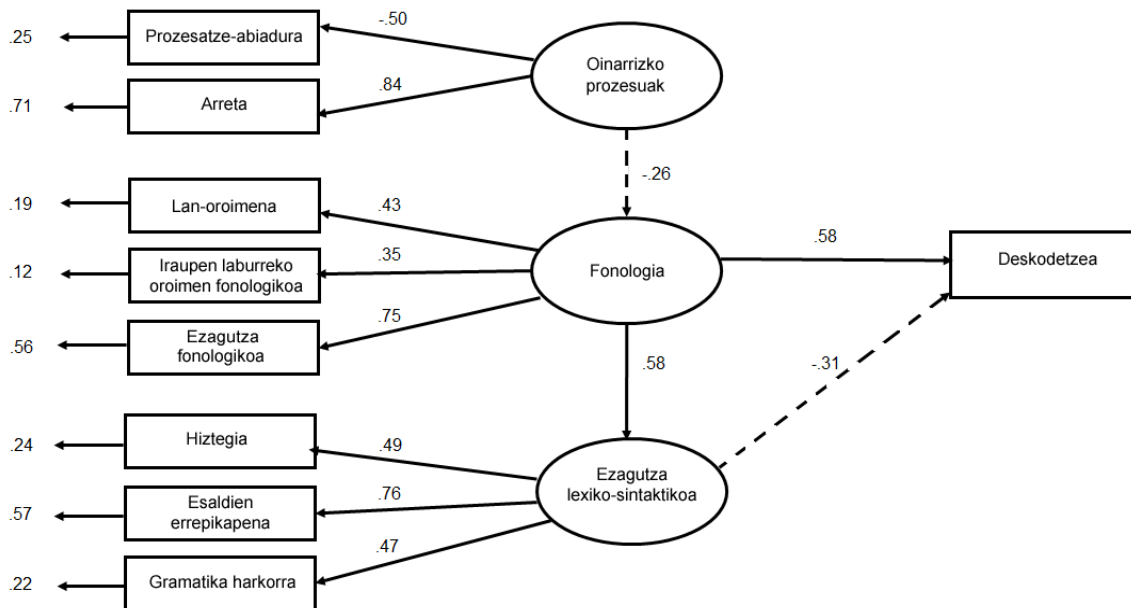 .25
Prozesatze-abiadura
-.50
Oinarrizko
prozesuak
.71
Arreta
.84
-.26
.19
Lan-oroimena
.43
.12
Iraupen laburreko
oroimen fonologikoa
.35
Fonologia
.58
Deskodetzea
.56
Ezagutza
fonologikoa
.75
.58
-.31
.24
Hiztegia
.49
Ezagutza
lexiko-sintaktikoa
.57
Esaldien
errepikapena
.76
.22
Gramatika harkorra
.47